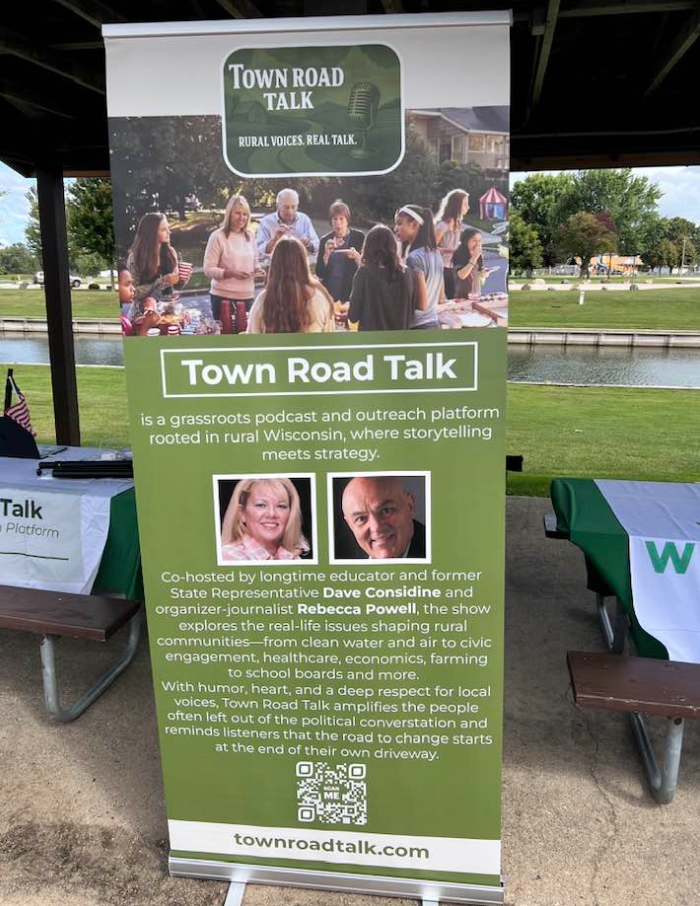 TOWN ROAD
TALK
RURAL VOICES. REAL TALK.
Town Road Talk
is a grassroots podcast and outreach platform
rooted in rural Wisconsin, where storytelling
meets strategy.
Co-hosted by longtime educator and former
State Representative Dave Considine and
organizer-journalist Rebecca Powell, the show
explores the real-life issues shaping rural
communities—from clean water and air to civic
engagement, healthcare, economics, farming
to school boards and more.
With humor, heart, and a deep respect for local
voices, Town Road Talk amplifies the people
often left out of the political converstation and
reminds listeners that the road to change starts
at the end of their own driveway.
SCAN
ME
townroadtalk.com
Talk
Platform
W